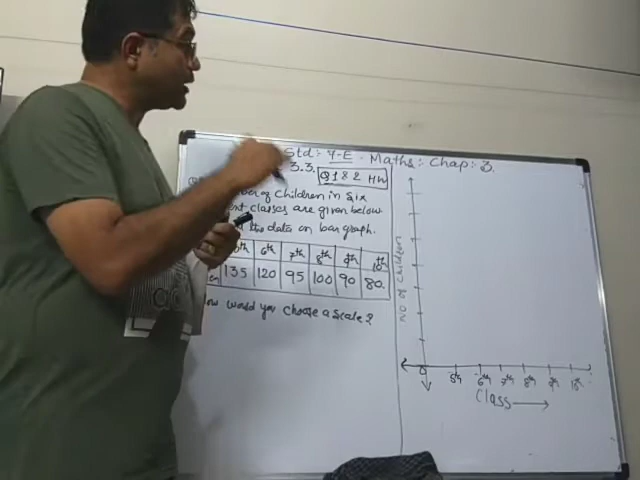 Std:- 7-E - Maths:- Chap: 3.
3.3 Q 1 & 2 HW
of children in six
classes are given below
the data on bar graph.
5th 6th 7th 8th 9th 10th
135 120 95 100 90 80
would you choose a scale?
No of children
0 5th 6th 7th 8th 9th 10th
Class